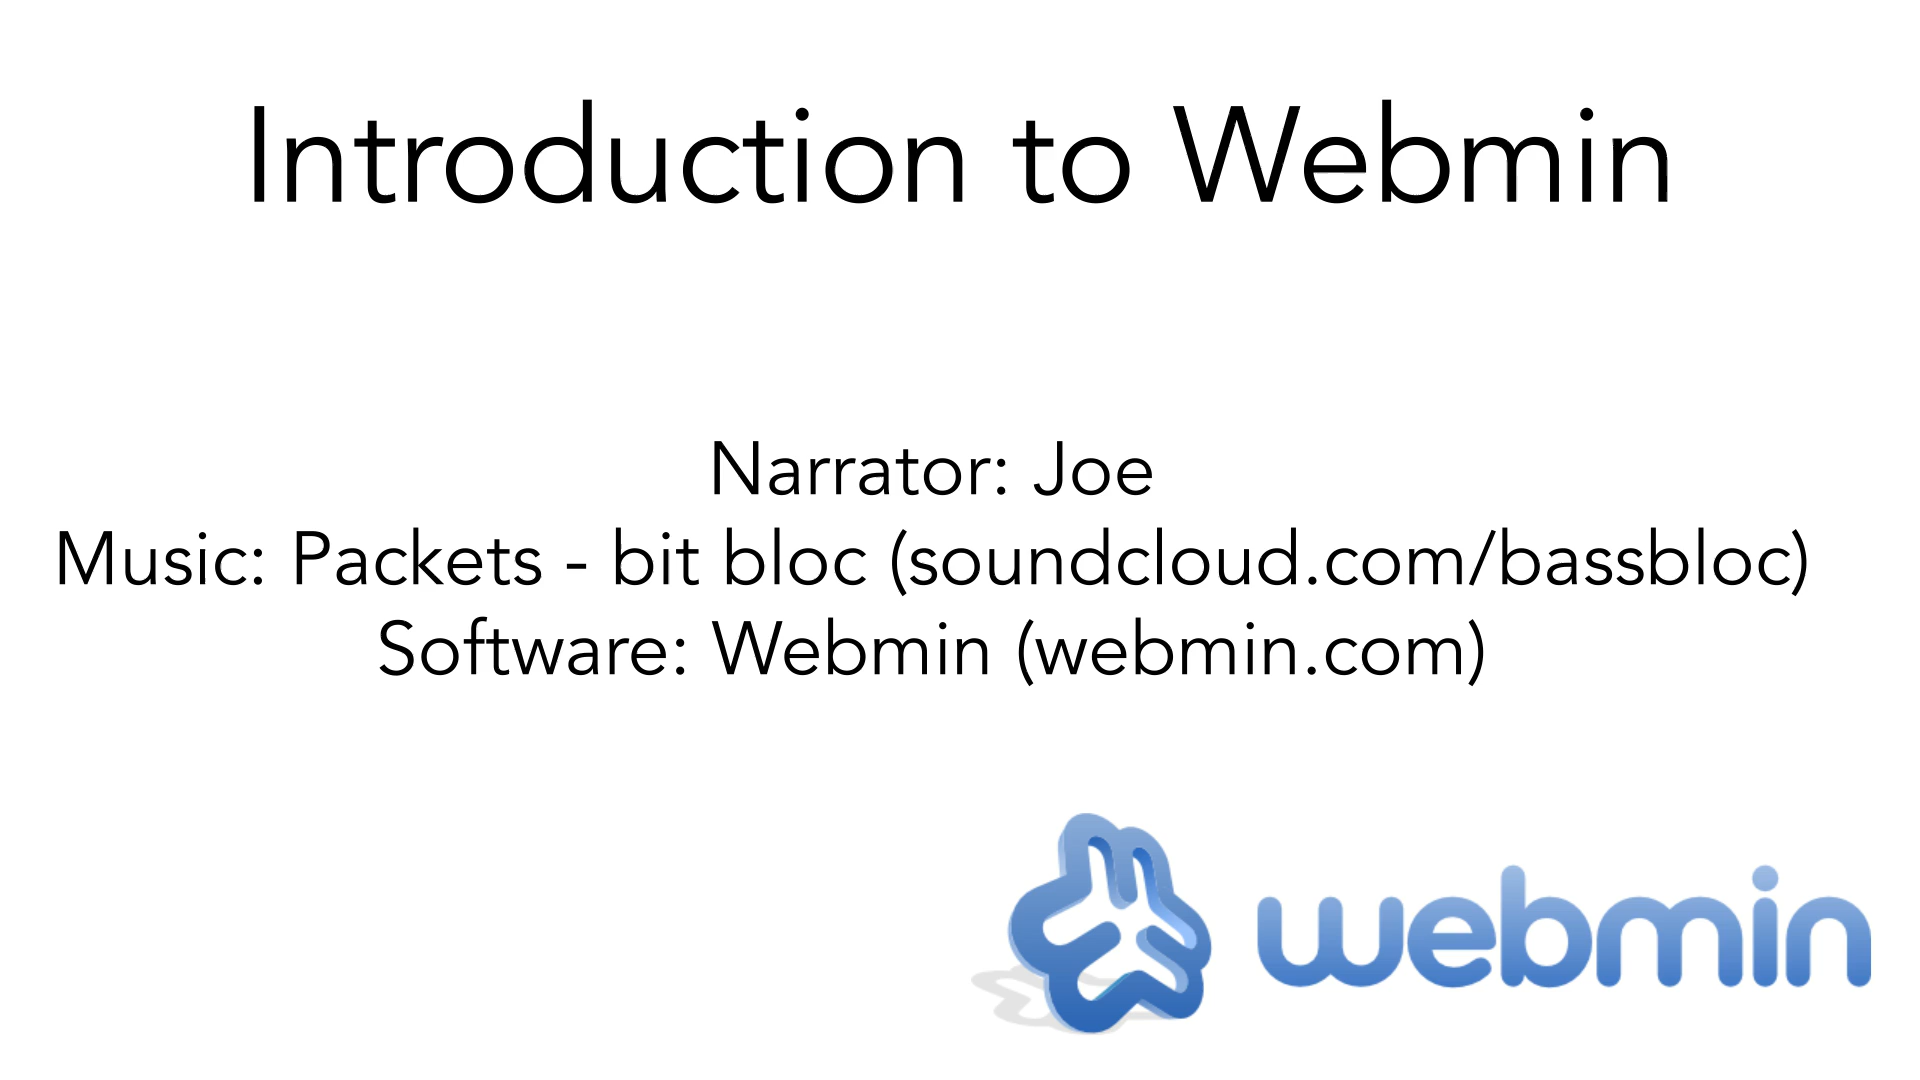 Introduction to Webmin
Narrator: Joe
Music: Packets - bit bloc (soundcloud.com/bassbloc)
Software: Webmin (webmin.com)
webmin